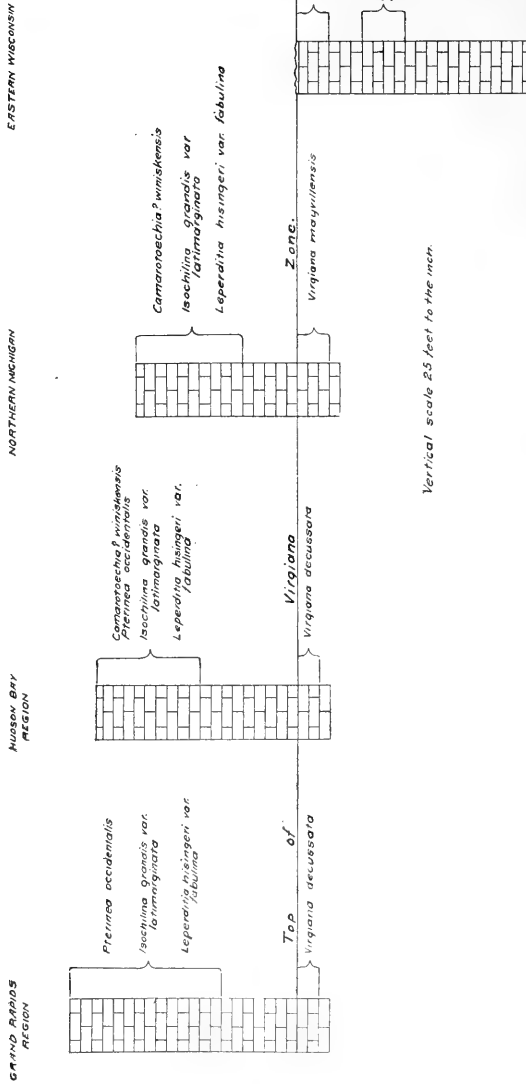 GRAND RAPIDS
REGION
Pterinea occidentalis
Isochilina grandis var.
latimarginata
Leperditia hisingeri var.
fabulina
HUDSON BAY
REGION
Camarotoechia? winiskensis
Pterinea occidentalis
Isochilina grandis var.
latimarginata
Leperditia hisingeri var.
fabulina
NORTHERN MICHIGAN
Camarotoechia? winiskensis
Isochilina grandis var
latimarginata
Leperditia hisingeri var. fabulina
EASTERN WISCONSIN
Top of Virgiana Zone.
Virgiana decussata
Virgiana decussata
Virgiana mayvillensis
Vertical scale 25 feet to the inch.